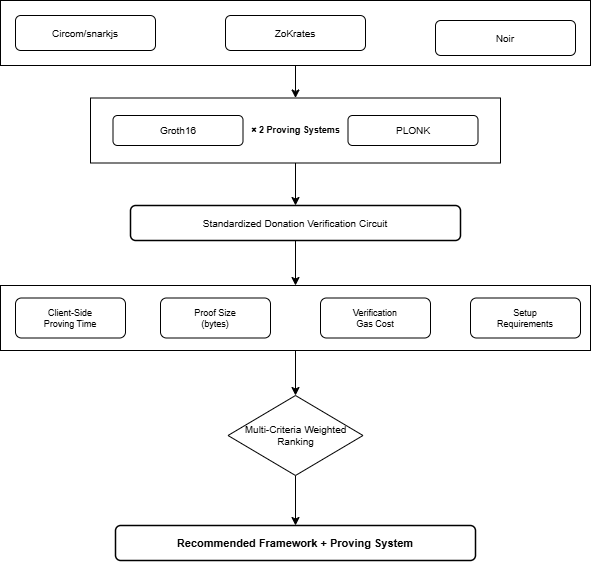 Circom/snarkjs
ZoKrates
Noir
Groth16
× 2 Proving Systems
PLONK
Standardized Donation Verification Circuit
Client-Side
Proving Time
Proof Size
(bytes)
Verification
Gas Cost
Setup
Requirements
Multi-Criteria Weighted
Ranking
Recommended Framework + Proving System